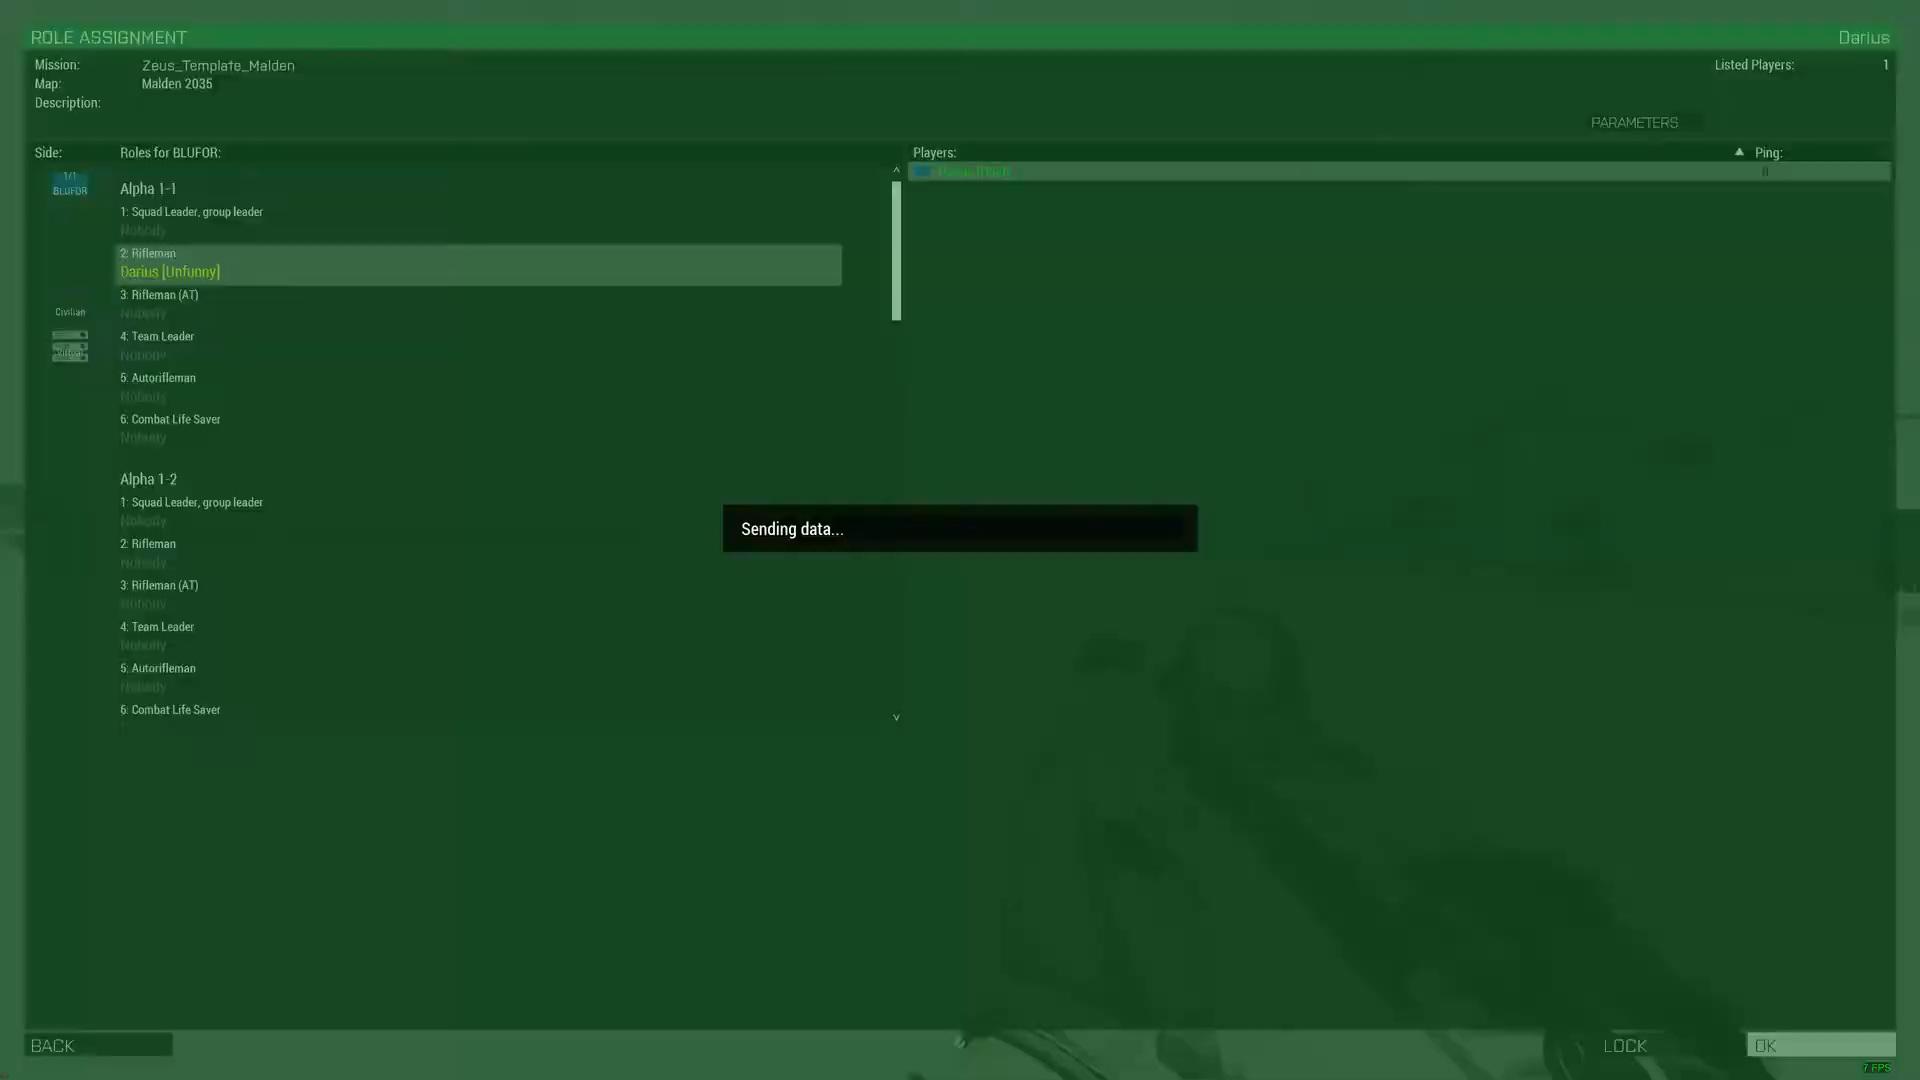 ROLE ASSIGNMENT
Darius
Mission: Zeus_Template_Malden
Listed Players: 1
Map: Malden 2035
Description:
PARAMETERS
Side:
Roles for BLUFOR:
Players:
Ping:
1/1
BLUFOR
Civilian
Alpha 1-1
1: Squad Leader, group leader
Nobody
2: Rifleman
Darius [Unfunny]
3: Rifleman (AT)
Nobody
4: Team Leader
Nobody
5: Autorifleman
Nobody
6: Combat Life Saver
Nobody
Alpha 1-2
1: Squad Leader, group leader
Nobody
2: Rifleman
Nobody
3: Rifleman (AT)
Nobody
4: Team Leader
Nobody
5: Autorifleman
Nobody
6: Combat Life Saver
Sending data...
BACK
LOCK
OK
7 FPS